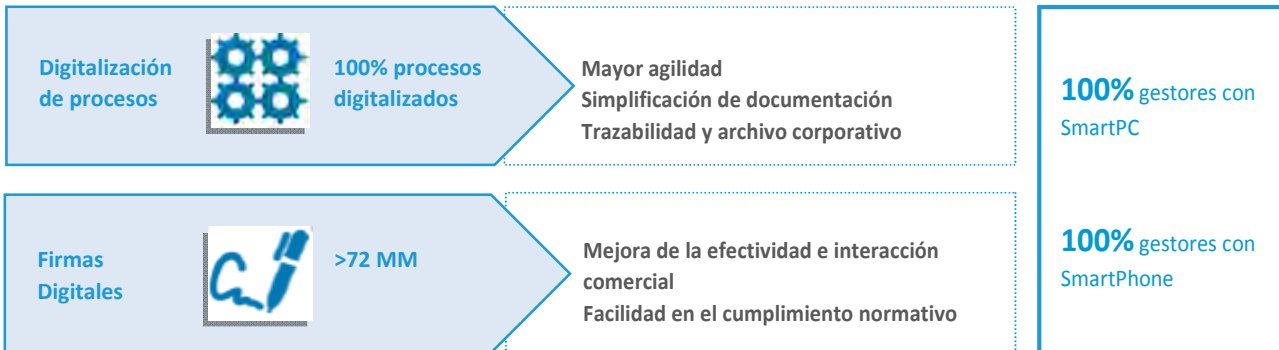 Digitalización
de procesos
100% procesos
digitalizados
Mayor agilidad
Simplificación de documentación
Trazabilidad y archivo corporativo
Firmas
Digitales
>72 MM
Mejora de la efectividad e interacción
comercial
Facilidad en el cumplimiento normativo
100% gestores con
SmartPC
100% gestores con
SmartPhone